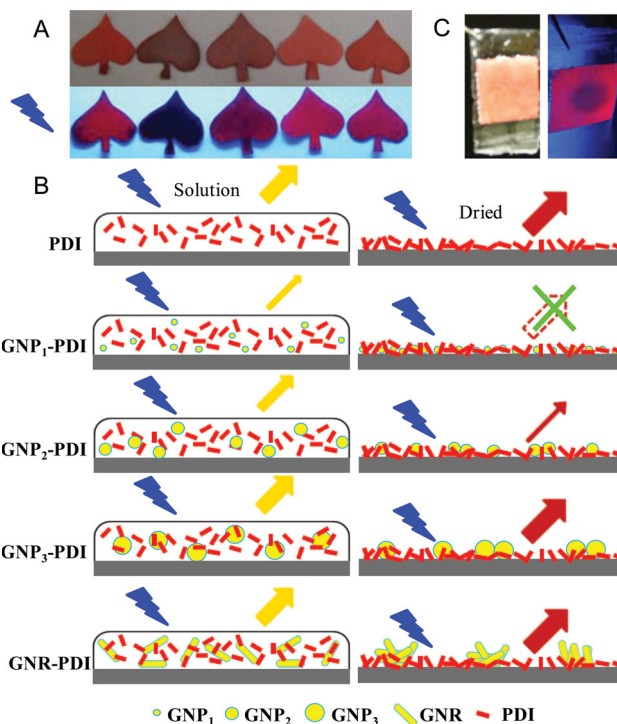 A
C
B
Solution
Dried
PDI
GNP₁-PDI
GNP₂-PDI
GNP₃-PDI
GNR-PDI
GNP₁ GNP₂ GNP₃ GNR PDI